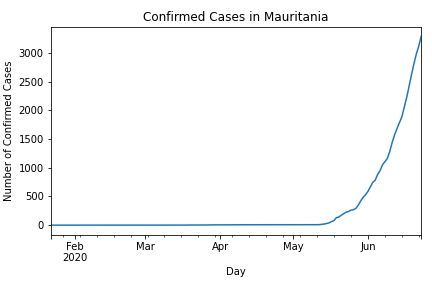 Confirmed Cases in Mauritania
Number of Confirmed Cases
3000
2500
2000
1500
1000
500
0
Feb
2020
Mar
Apr
May
Jun
Day